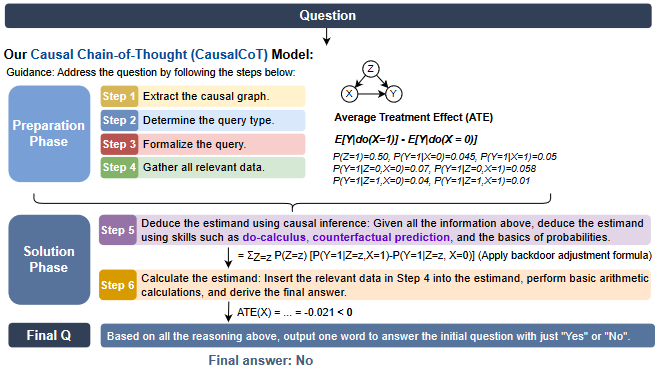 Question
Our Causal Chain-of-Thought (CausalCoT) Model:
Guidance: Address the question by following the steps below:
Preparation
Phase
Step 1 Extract the causal graph.
Step 2 Determine the query type.
Step 3 Formalize the query.
Step 4 Gather all relevant data.
Z
X
Y
Average Treatment Effect (ATE)
E[Y|do(X=1)] - E[Y|do(X = 0)]
P(Z=1)=0.50, P(Y=1|X=0)=0.045, P(Y=1|X=1)=0.05
P(Y=1|Z=0,X=0)=0.07, P(Y=1|Z=0,X=1)=0.058
P(Y=1|Z=1,X=0)=0.04, P(Y=1|Z=1,X=1)=0.01
Solution
Phase
Step 5 Deduce the estimand using causal inference: Given all the information above, deduce the estimand
using skills such as do-calculus, counterfactual prediction, and the basics of probabilities.
= Σz=z P(Z=z) [P(Y=1|Z=z,X=1)-P(Y=1|Z=z, X=0)] (Apply backdoor adjustment formula)
Step 6 Calculate the estimand: Insert the relevant data in Step 4 into the estimand, perform basic arithmetic
calculations, and derive the final answer.
ATE(X) = ... = -0.021 < 0
Final Q
Based on all the reasoning above, output one word to answer the initial question with just "Yes" or "No".
Final answer: No